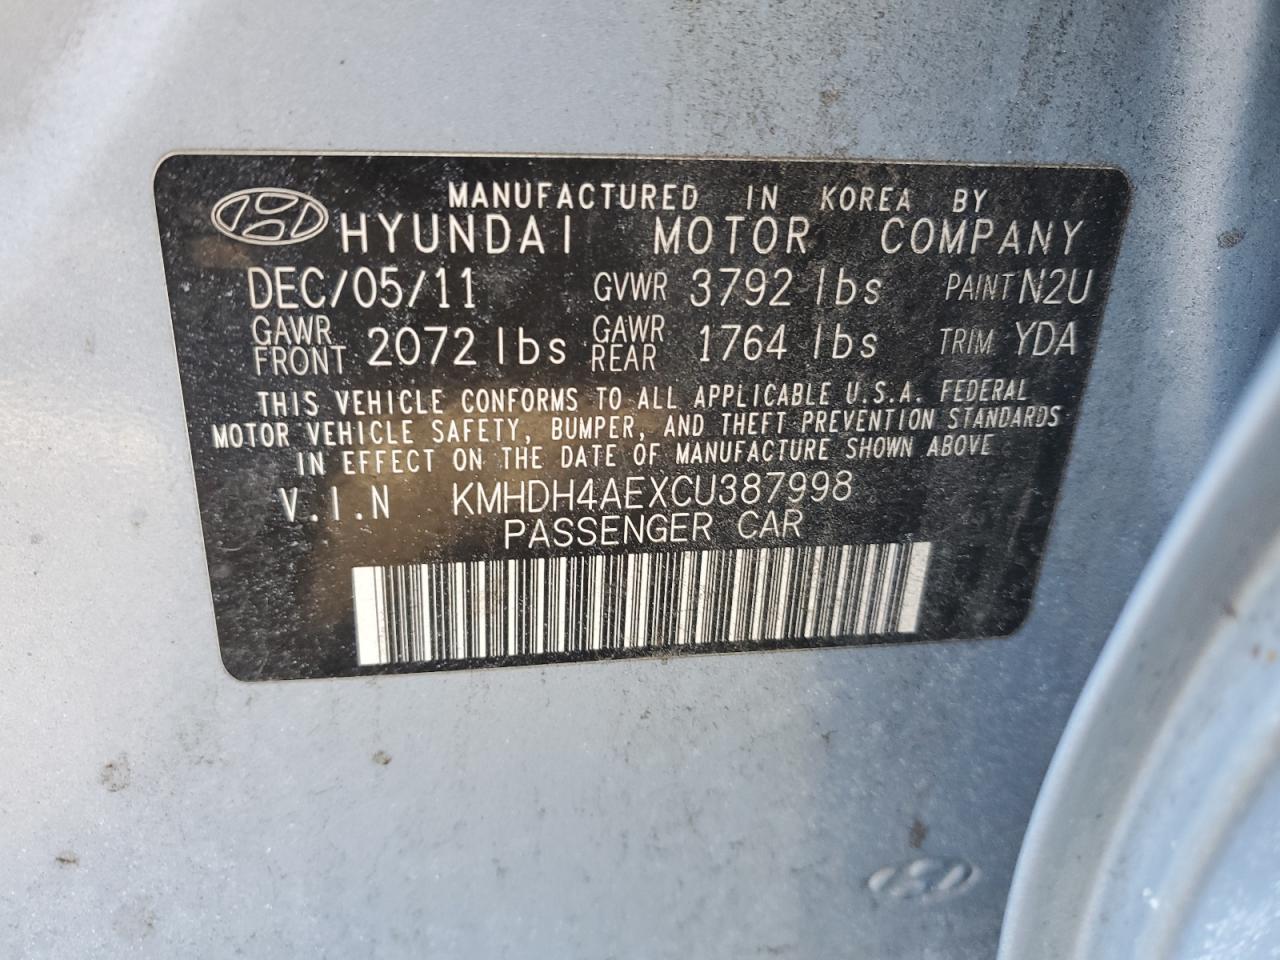 MANUFACTURED IN KOREA BY
HYUNDAI MOTOR COMPANY
DEC/05/11 GVWR 3792 lbs PAINT N2U
GAWR FRONT 2072 lbs GAWR REAR 1764 lbs TRIM YDA
THIS VEHICLE CONFORMS TO ALL APPLICABLE U.S.A. FEDERAL
MOTOR VEHICLE SAFETY, BUMPER, AND THEFT PREVENTION STANDARDS
IN EFFECT ON THE DATE OF MANUFACTURE SHOWN ABOVE
V.I.N KMHDH4AEXCU387998
PASSENGER CAR